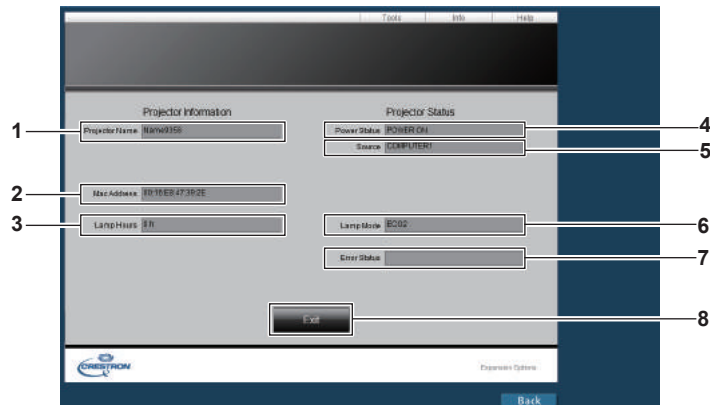 Tools Info Help
Projector Information Projector Status
1 Projector Name Name9358 Power Status POWER ON 4
Source COMPUTER1 5
2 Mac Address
3 Lamp Hours 0 h Lamp Mode ECO2 6
Error Status 7
Exit 8
CRESTRON Expansion Options
Back